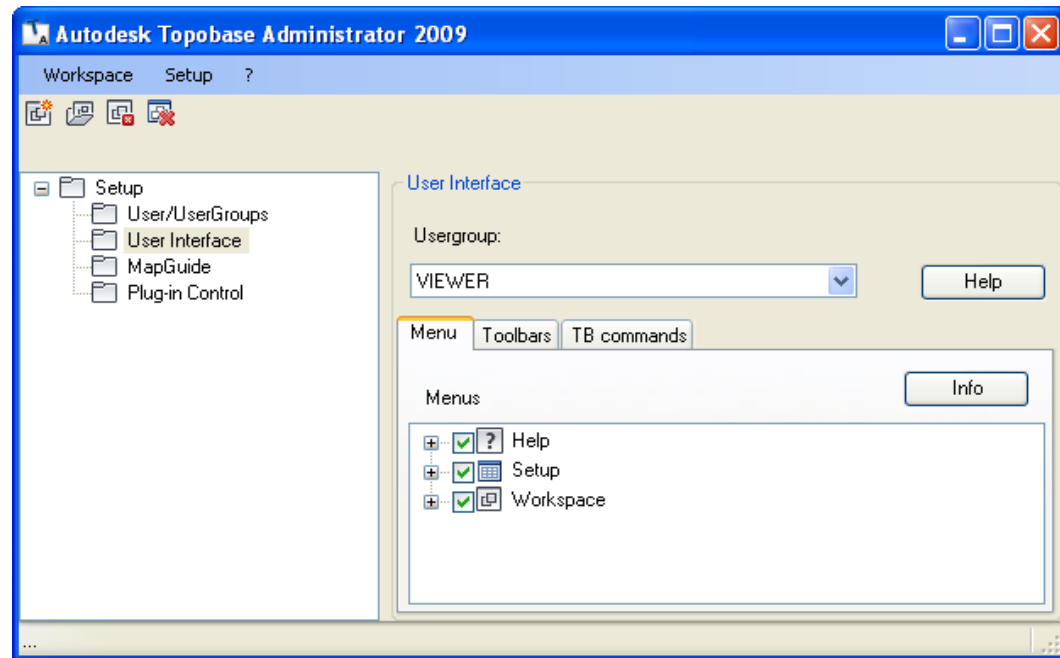 Autodesk Topobase Administrator 2009
Workspace Setup ?
Setup
User/UserGroups
User Interface
MapGuide
Plug-in Control
User Interface
Usergroup:
VIEWER
Help
Menu Toolbars TB commands
Menus
Info
? Help
Setup
Workspace
...